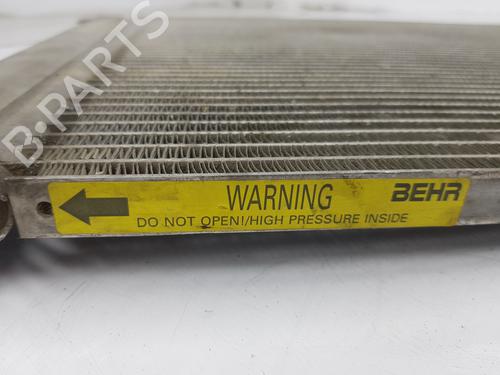 B-PARTS
WARNING
DO NOT OPEN!/HIGH PRESSURE INSIDE
BEHR